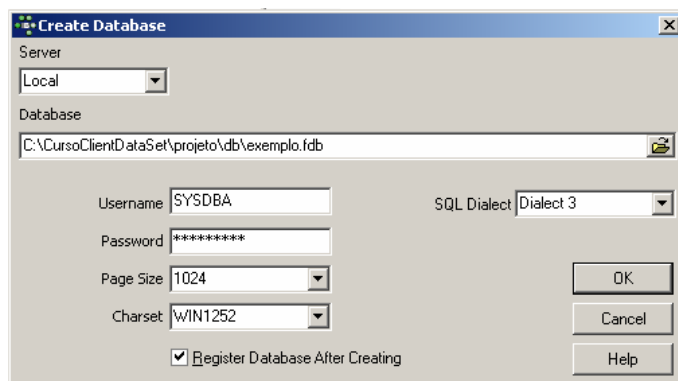 Create Database
Server
Local
Database
C:\CursoClientDataSet\projeto\db\exemplo.fdb
Username SYSDBA SQL Dialect Dialect 3
Password *********
Page Size 1024 OK
Charset WIN1252 Cancel
Register Database After Creating Help